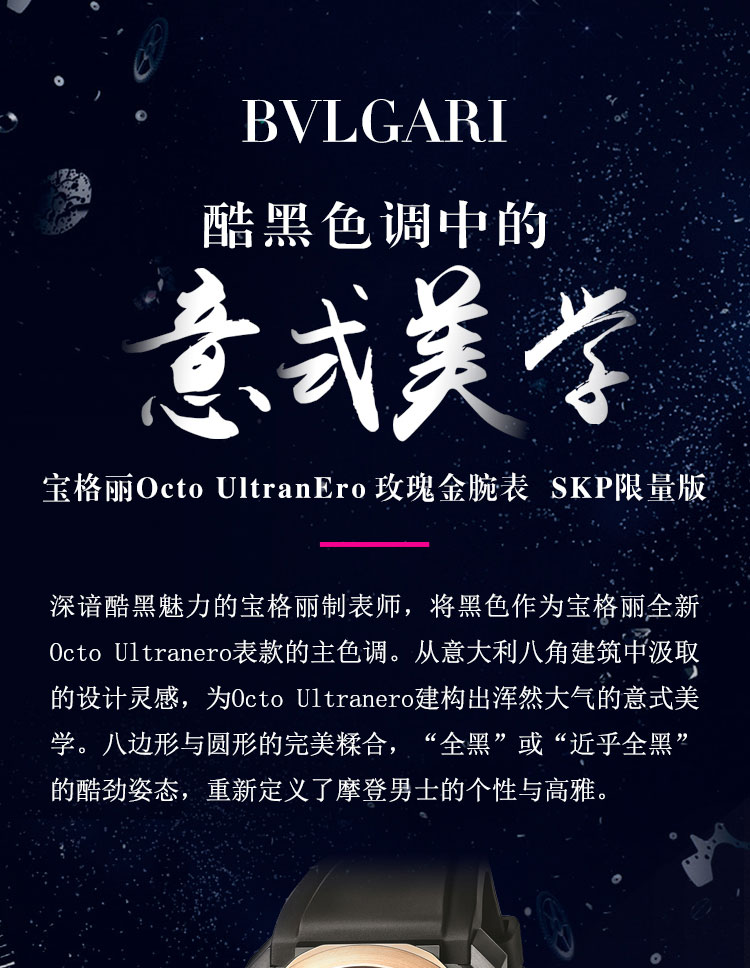 BVLGARI
酷黑色调中的
意式美学
宝格丽Octo UltranEro 玫瑰金腕表 SKP限量版
深谙酷黑魅力的宝格丽制表师，将黑色作为宝格丽全新
Octo Ultranero表款的主色调。从意大利八角建筑中汲取
的设计灵感，为Octo Ultranero建构出浑然大气的意式美
学。八边形与圆形的完美糅合，“全黑”或“近乎全黑”
的酷劲姿态，重新定义了摩登男士的个性与高雅。